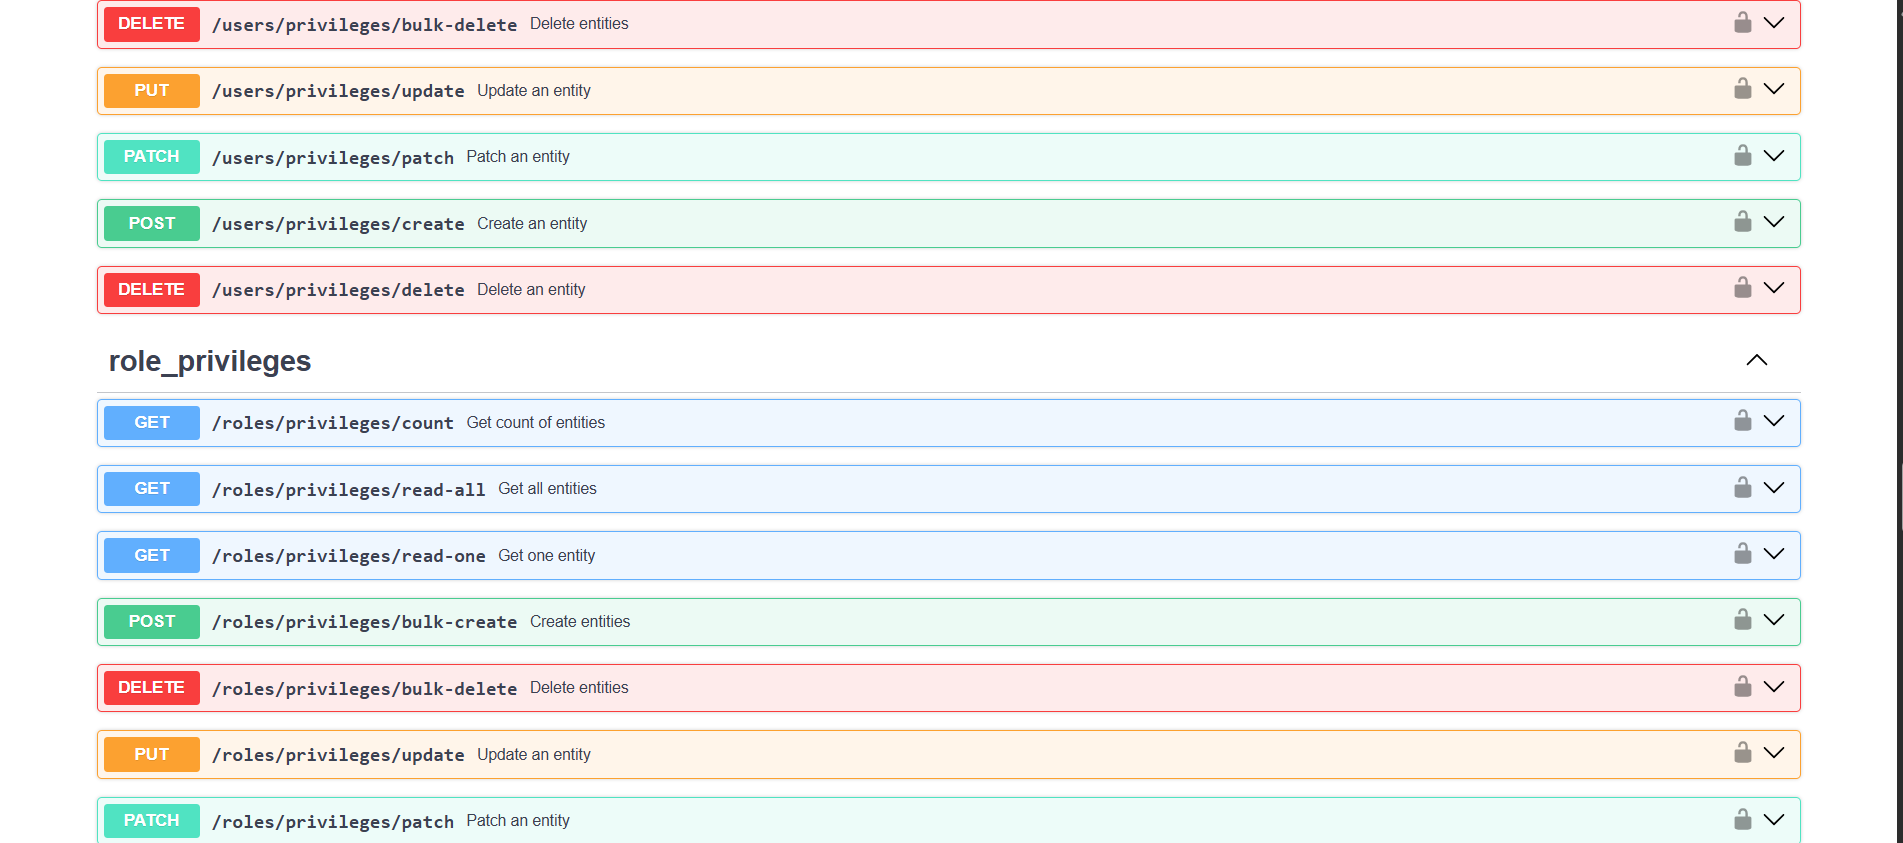 DELETE /users/privileges/bulk-delete Delete entities
PUT /users/privileges/update Update an entity
PATCH /users/privileges/patch Patch an entity
POST /users/privileges/create Create an entity
DELETE /users/privileges/delete Delete an entity
role_privileges
GET /roles/privileges/count Get count of entities
GET /roles/privileges/read-all Get all entities
GET /roles/privileges/read-one Get one entity
POST /roles/privileges/bulk-create Create entities
DELETE /roles/privileges/bulk-delete Delete entities
PUT /roles/privileges/update Update an entity
PATCH /roles/privileges/patch Patch an entity